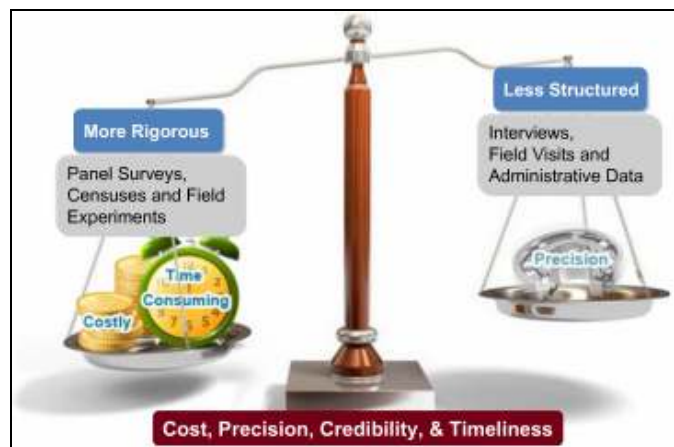 More Rigorous
Panel Surveys,
Censuses and Field
Experiments
Time
Consuming
Costly
Less Structured
Interviews,
Field Visits and
Administrative Data
Precision
Cost, Precision, Credibility, & Timeliness